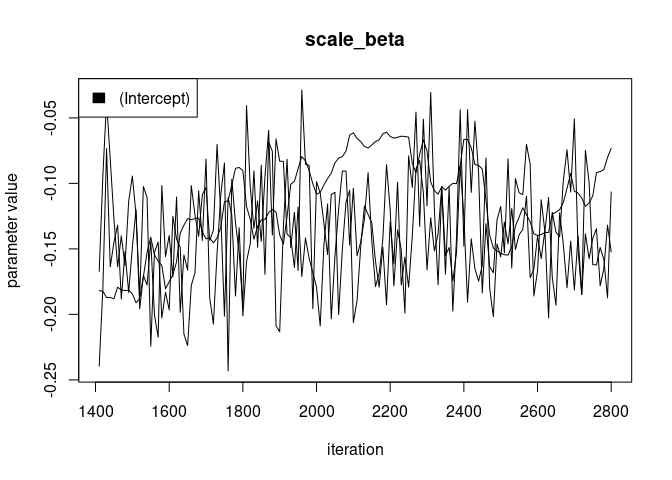 scale_beta
(Intercept)
parameter value
-0.05
-0.10
-0.15
-0.20
-0.25
1400 1600 1800 2000 2200 2400 2600 2800
iteration